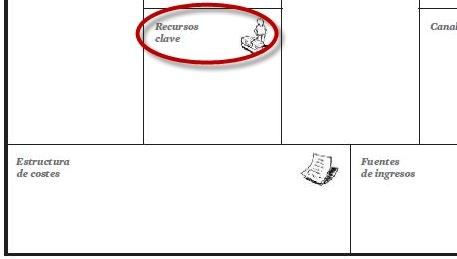 Recursos
clave
Canal
Estructura
de costes
Fuentes
de ingresos